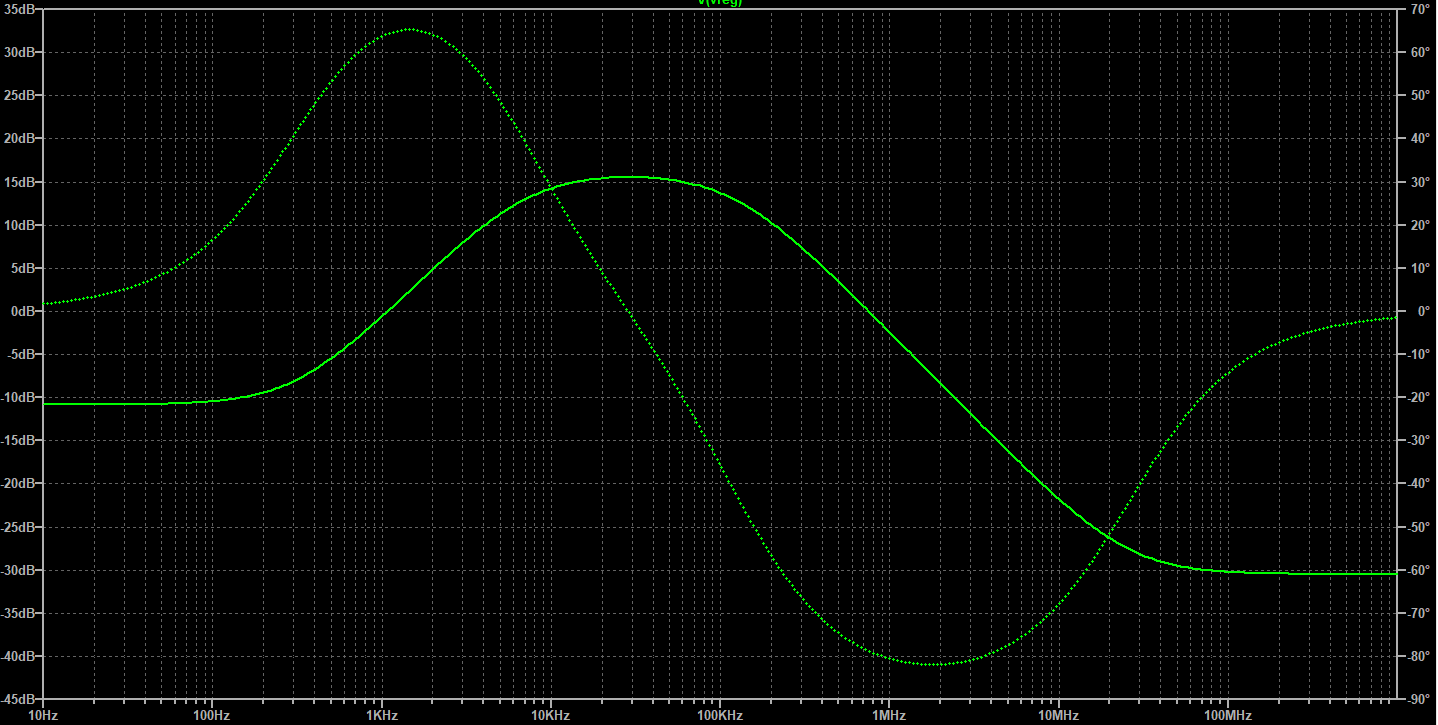 V(vreg)
35dB 70°
30dB 60°
25dB 50°
20dB 40°
15dB 30°
10dB 20°
5dB 10°
0dB 0°
-5dB -10°
-10dB -20°
-15dB -30°
-20dB -40°
-25dB -50°
-30dB -60°
-35dB -70°
-40dB -80°
-45dB -90°
10Hz 100Hz 1KHz 10KHz 100KHz 1MHz 10MHz 100MHz